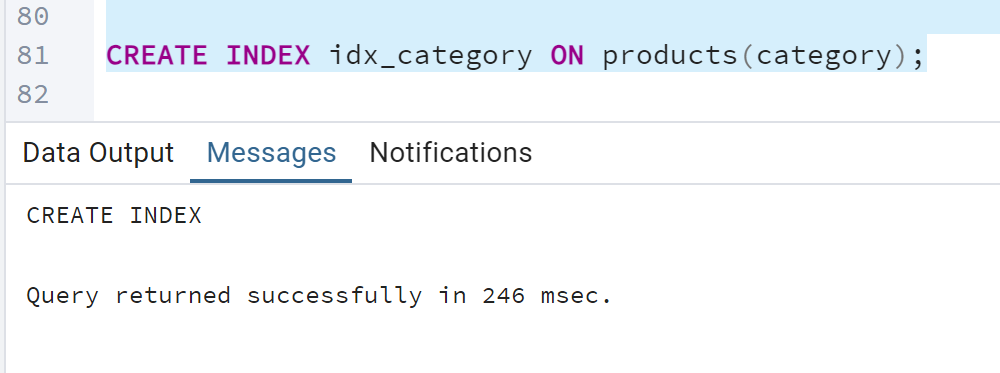 80
81 CREATE INDEX idx_category ON products(category);
82
Data Output Messages Notifications
CREATE INDEX
Query returned successfully in 246 msec.